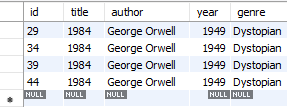 id title author year genre
29 1984 George Orwell 1949 Dystopian
34 1984 George Orwell 1949 Dystopian
39 1984 George Orwell 1949 Dystopian
44 1984 George Orwell 1949 Dystopian
NULL NULL NULL NULL NULL